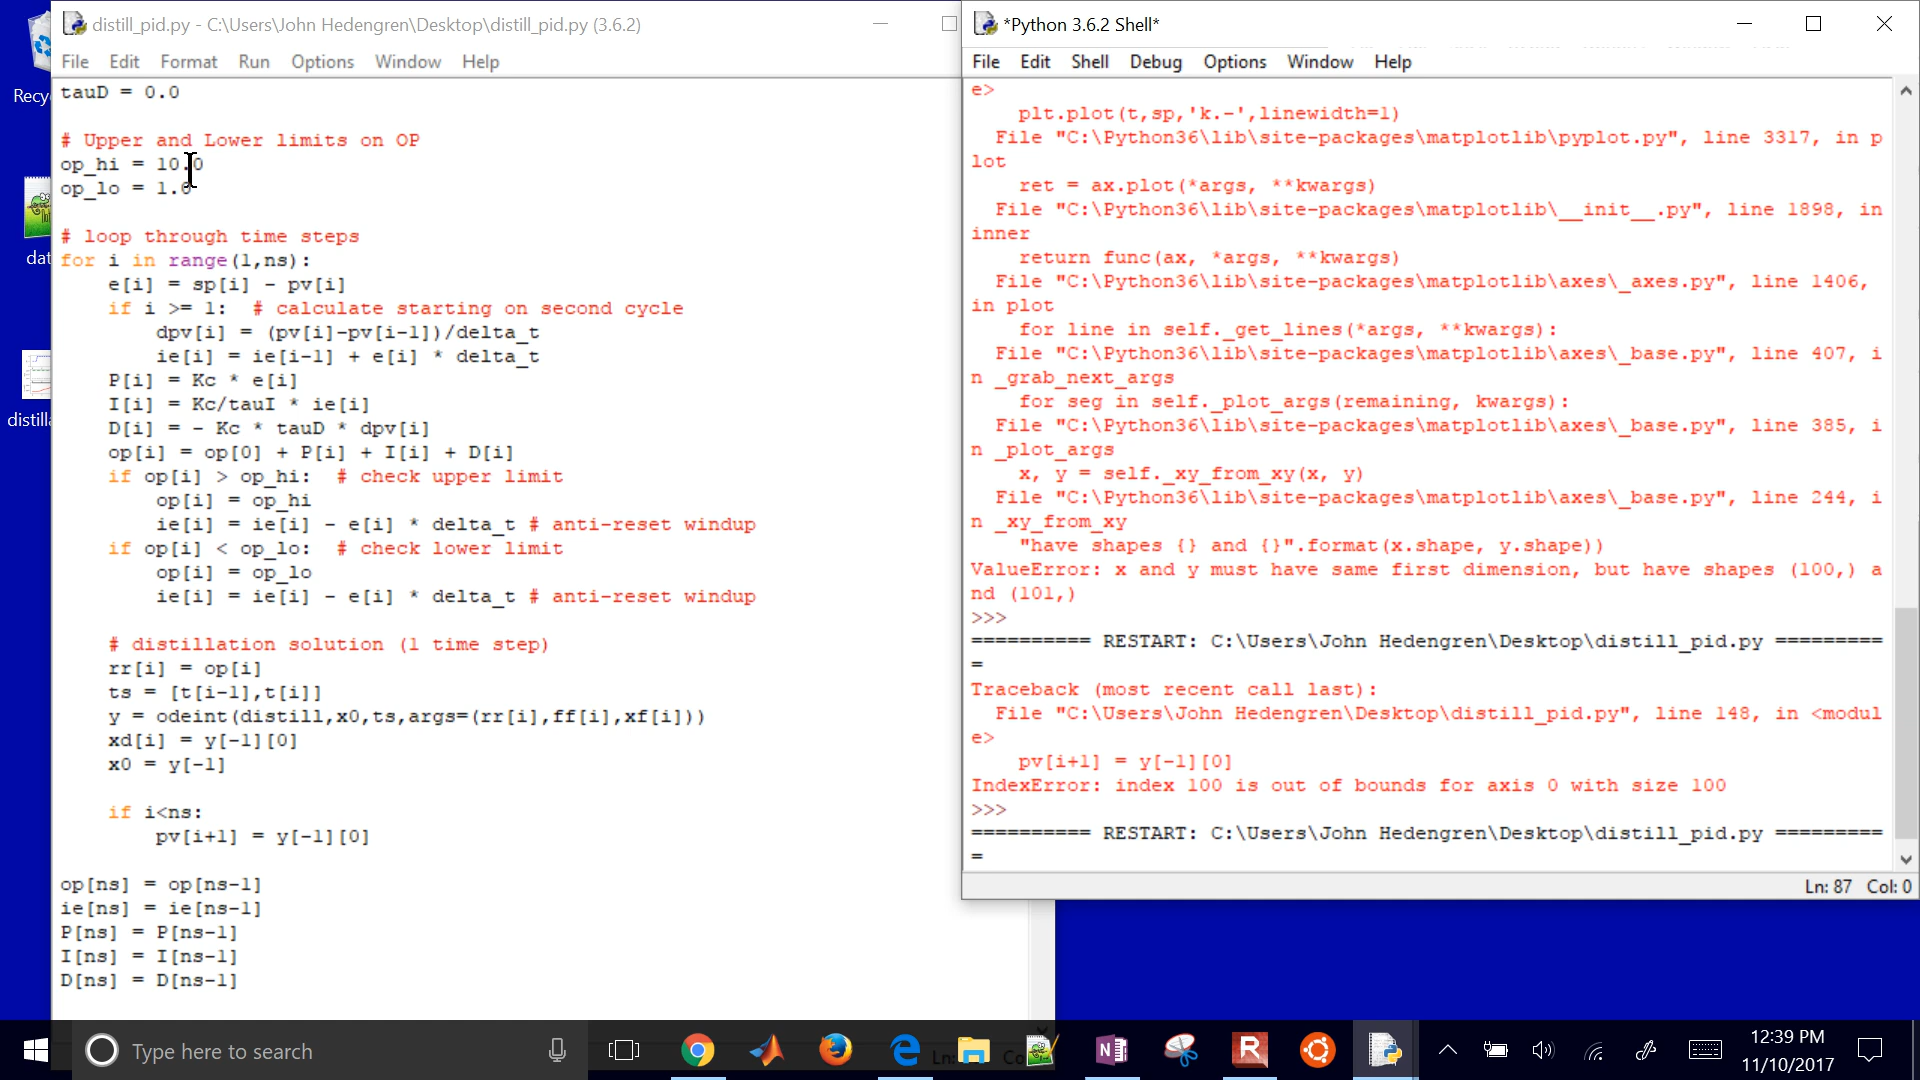 distill_pid.py - C:\Users\John Hedengren\Desktop\distill_pid.py (3.6.2)
File Edit Format Run Options Window Help
tauD = 0.0
# Upper and Lower limits on OP
op_hi = 10.0
op_lo = 1.0
# loop through time steps
for i in range(1,ns):
    e[i] = sp[i] - pv[i]
    if i >= 1:  # calculate starting on second cycle
        dpv[i] = (pv[i]-pv[i-1])/delta_t
        ie[i] = ie[i-1] + e[i] * delta_t
    P[i] = Kc * e[i]
    I[i] = Kc/tauI * ie[i]
    D[i] = - Kc * tauD * dpv[i]
    op[i] = op[0] + P[i] + I[i] + D[i]
    if op[i] > op_hi:  # check upper limit
        op[i] = op_hi
        ie[i] = ie[i] - e[i] * delta_t # anti-reset windup
    if op[i] < op_lo:  # check lower limit
        op[i] = op_lo
        ie[i] = ie[i] - e[i] * delta_t # anti-reset windup
    # distillation solution (1 time step)
    rr[i] = op[i]
    ts = [t[i-1],t[i]]
    y = odeint(distill,x0,ts,args=(rr[i],ff[i],xf[i]))
    xd[i] = y[-1][0]
    x0 = y[-1]
    if i<ns:
        pv[i+1] = y[-1][0]
op[ns] = op[ns-1]
ie[ns] = ie[ns-1]
P[ns] = P[ns-1]
I[ns] = I[ns-1]
D[ns] = D[ns-1]
*Python 3.6.2 Shell*
File Edit Shell Debug Options Window Help
e>
    plt.plot(t,sp,'k.-',linewidth=1)
  File "C:\Python36\lib\site-packages\matplotlib\pyplot.py", line 3317, in p
lot
    ret = ax.plot(*args, **kwargs)
  File "C:\Python36\lib\site-packages\matplotlib\__init__.py", line 1898, in
inner
    return func(ax, *args, **kwargs)
  File "C:\Python36\lib\site-packages\matplotlib\axes\_axes.py", line 1406,
in plot
    for line in self._get_lines(*args, **kwargs):
  File "C:\Python36\lib\site-packages\matplotlib\axes\_base.py", line 407, i
n _grab_next_args
    for seg in self._plot_args(remaining, kwargs):
  File "C:\Python36\lib\site-packages\matplotlib\axes\_base.py", line 385, i
n _plot_args
    x, y = self._xy_from_xy(x, y)
  File "C:\Python36\lib\site-packages\matplotlib\axes\_base.py", line 244, i
n _xy_from_xy
    "have shapes {} and {}".format(x.shape, y.shape))
ValueError: x and y must have same first dimension, but have shapes (100,) a
nd (101,)
>>>
========== RESTART: C:\Users\John Hedengren\Desktop\distill_pid.py =========
=
Traceback (most recent call last):
  File "C:\Users\John Hedengren\Desktop\distill_pid.py", line 148, in <modul
e>
    pv[i+1] = y[-1][0]
IndexError: index 100 is out of bounds for axis 0 with size 100
>>>
========== RESTART: C:\Users\John Hedengren\Desktop\distill_pid.py =========
=
Ln: 87 Col: 0
Recy
dat
distill
Type here to search
Ln: Co
12:39 PM
11/10/2017